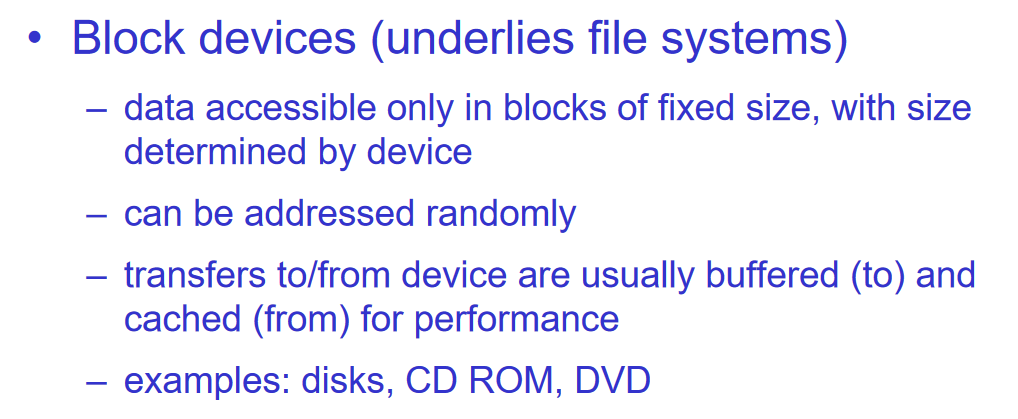 • Block devices (underlies file systems)
– data accessible only in blocks of fixed size, with size
determined by device
– can be addressed randomly
– transfers to/from device are usually buffered (to) and
cached (from) for performance
– examples: disks, CD ROM, DVD